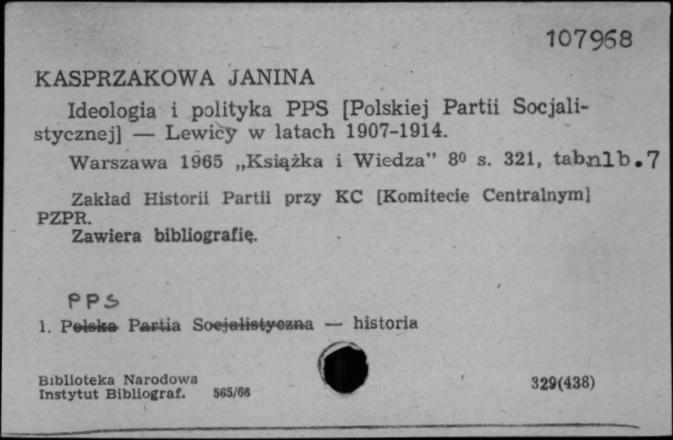 107968
KASPRZAKOWA JANINA
Ideologia i polityka PPS [Polskiej Partii Socjali-
stycznej] — Lewicy w latach 1907-1914.
Warszawa 1965 „Książka i Wiedza” 8⁰ s. 321, tabnlb.7
Zakład Historii Partii przy KC [Komitecie Centralnym]
PZPR.
Zawiera bibliografię.
PPS
1. Polska Partia Socjalistyczna — historia
Biblioteka Narodowa
Instytut Bibliograf. 565/66
329(438)